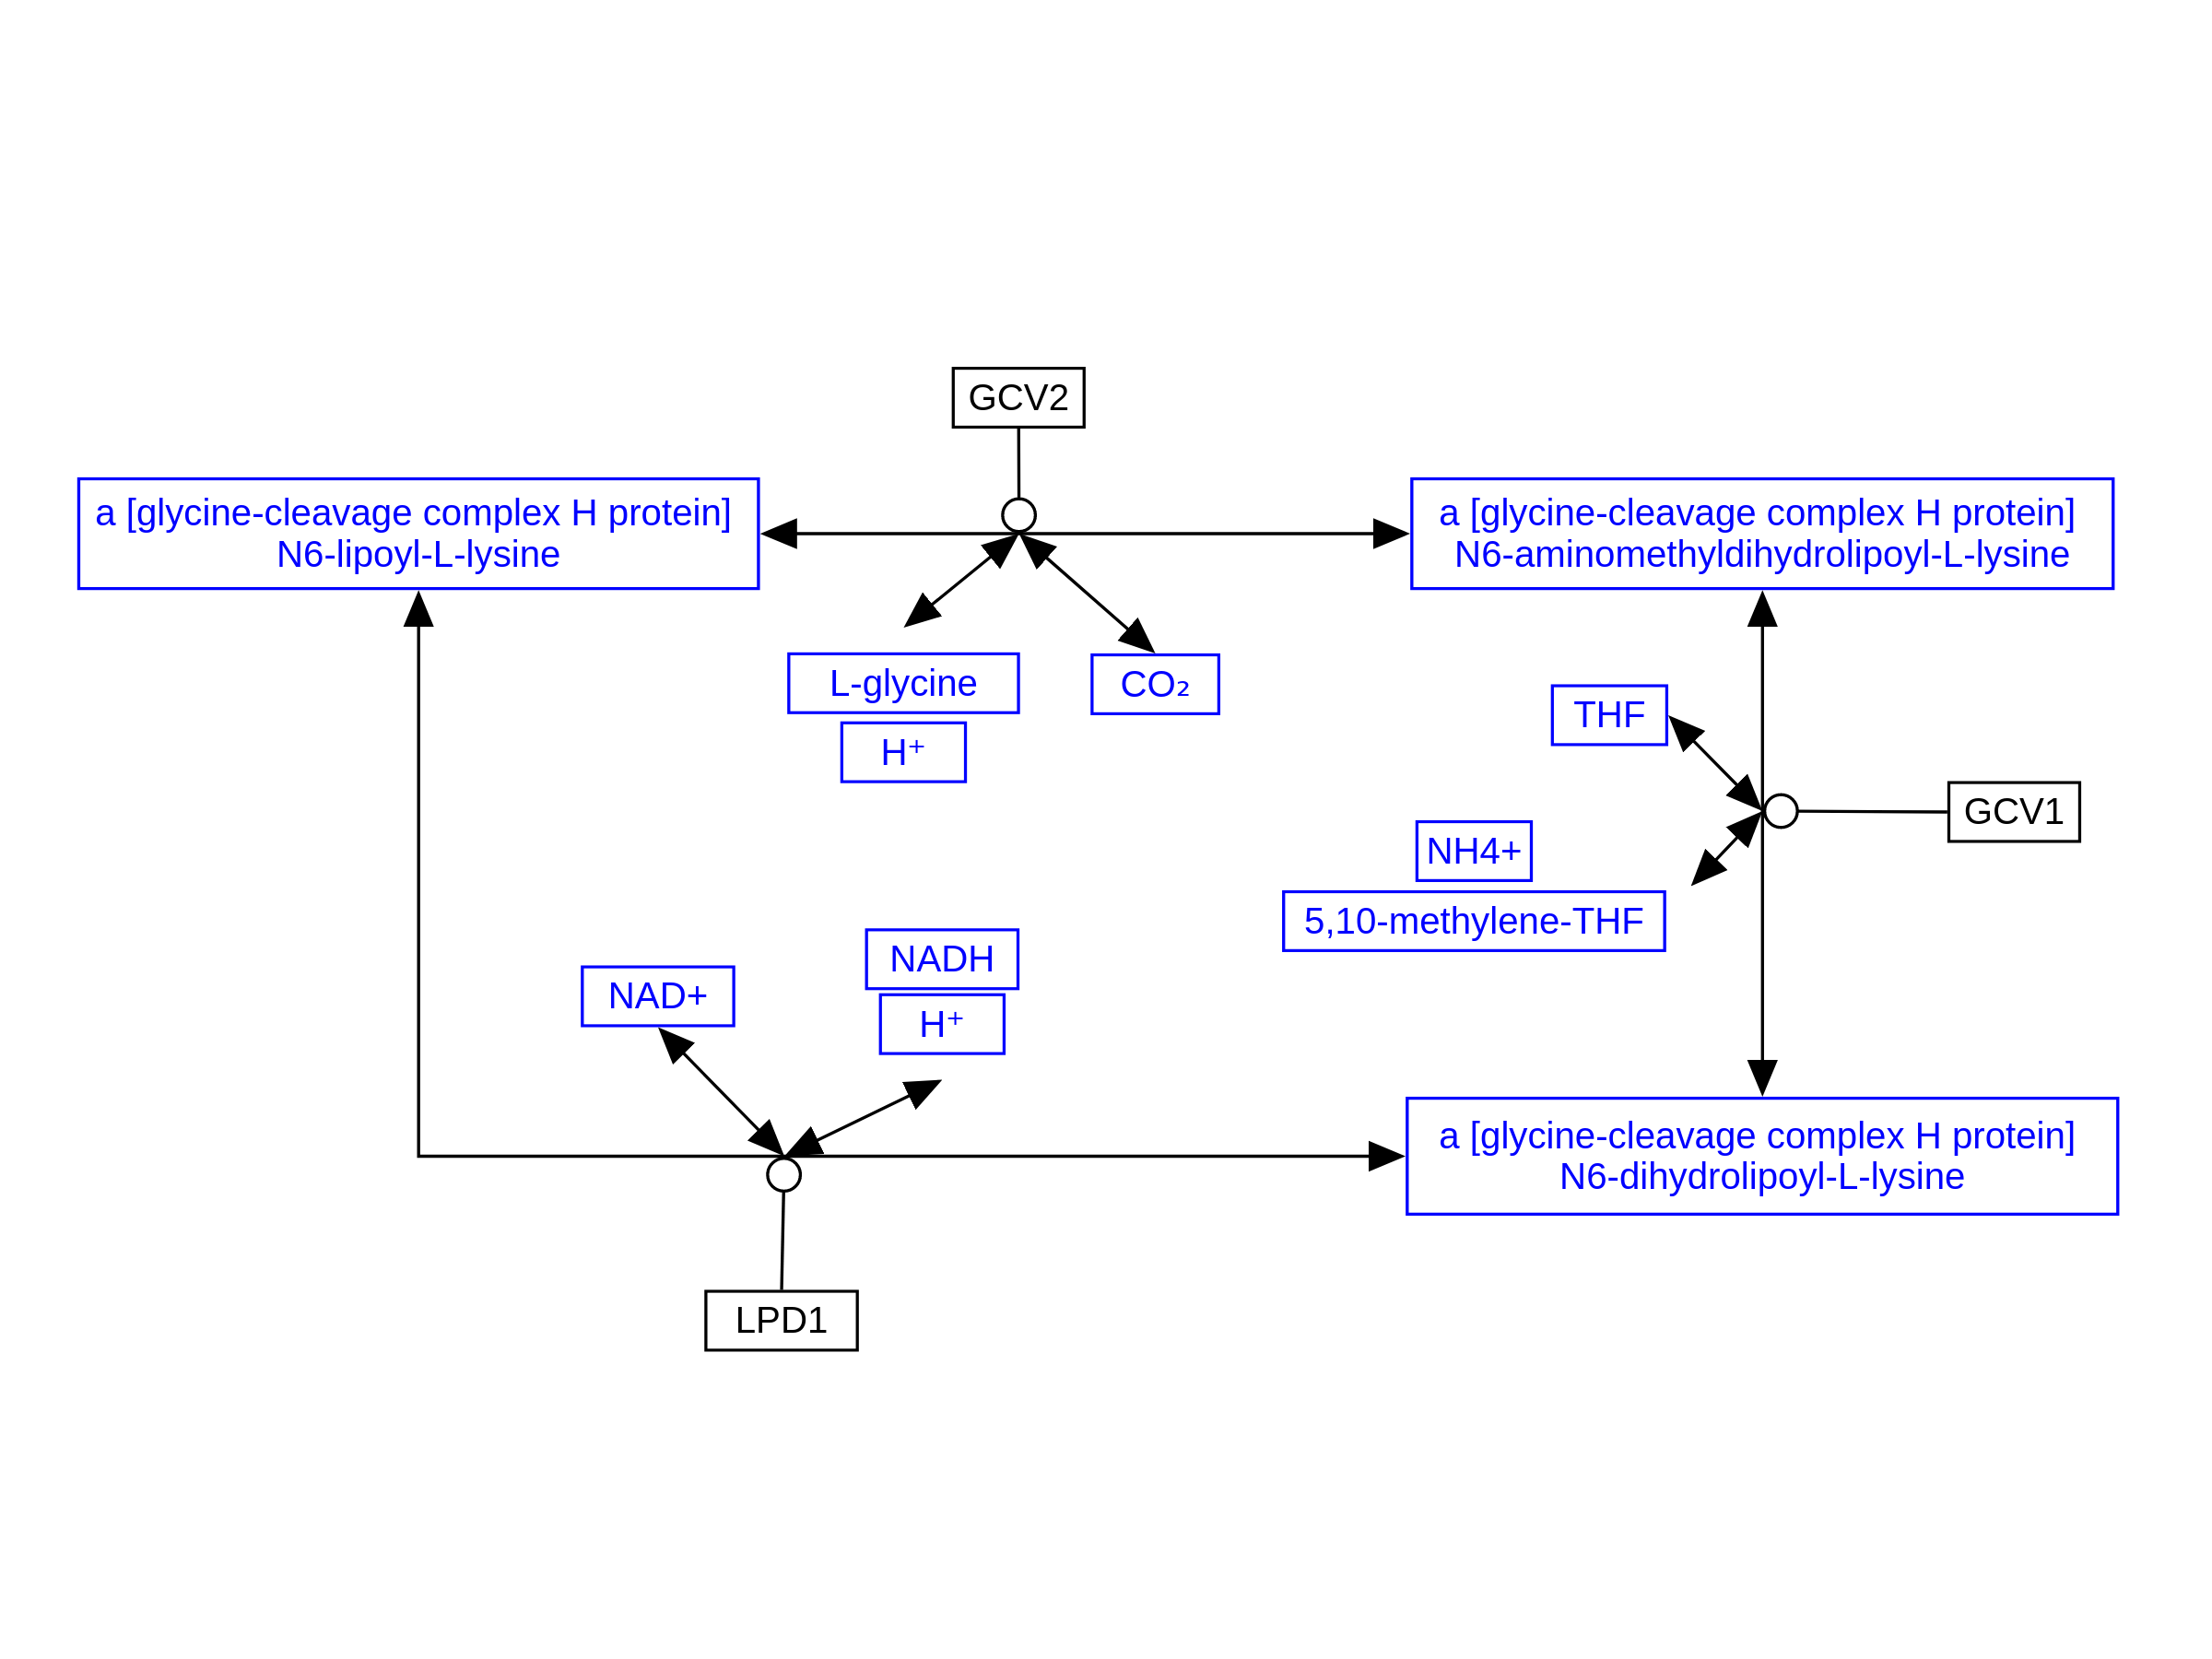 GCV2
a [glycine-cleavage complex H protein]
N6-lipoyl-L-lysine
a [glycine-cleavage complex H protein]
N6-aminomethyldihydrolipoyl-L-lysine
L-glycine
CO₂
H⁺
THF
GCV1
NH4+
5,10-methylene-THF
NADH
NAD+
H⁺
a [glycine-cleavage complex H protein]
N6-dihydrolipoyl-L-lysine
LPD1